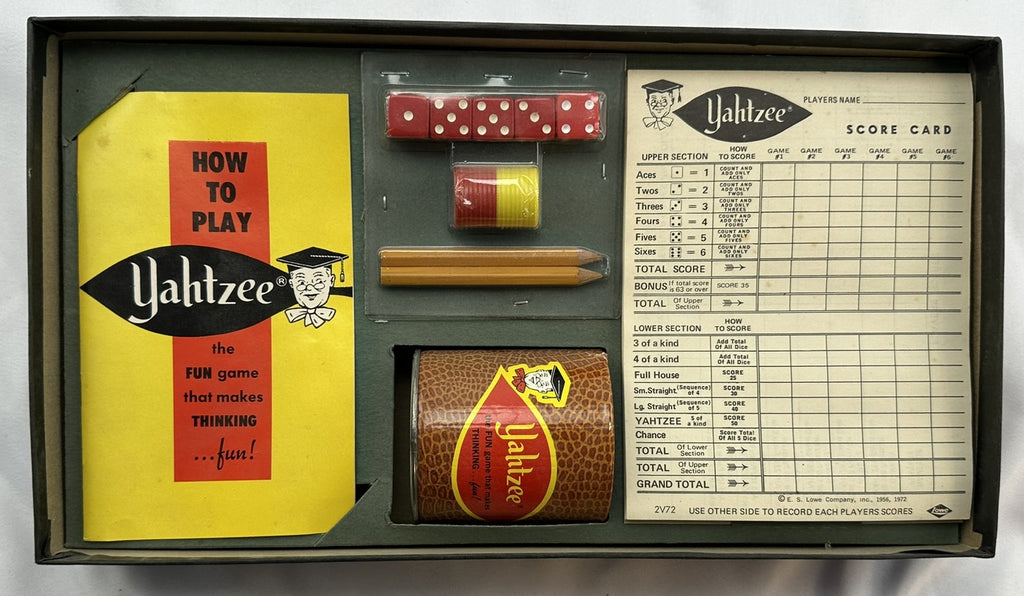 HOW
TO
PLAY
Yahtzee®
the
FUN game
that makes
THINKING
...fun!
Yahtzee®
the FUN game that makes
THINKING... fun!
Yahtzee®
PLAYERS NAME
SCORE CARD
UPPER SECTION HOW TO SCORE GAME #1 GAME #2 GAME #3 GAME #4 GAME #5 GAME #6
Aces = 1 COUNT AND ADD ONLY ACES
Twos = 2 COUNT AND ADD ONLY TWOS
Threes = 3 COUNT AND ADD ONLY THREES
Fours = 4 COUNT AND ADD ONLY FOURS
Fives = 5 COUNT AND ADD ONLY FIVES
Sixes = 6 COUNT AND ADD ONLY SIXES
TOTAL SCORE
BONUS If total score is 63 or over SCORE 35
TOTAL Of Upper Section
LOWER SECTION HOW TO SCORE
3 of a kind Add Total Of All Dice
4 of a kind Add Total Of All Dice
Full House SCORE 25
Sm. Straight (Sequence of 4) SCORE 30
Lg. Straight (Sequence of 5) SCORE 40
YAHTZEE 5 of a kind SCORE 50
Chance Score Total Of All 5 Dice
TOTAL Of Lower Section
TOTAL Of Upper Section
GRAND TOTAL
© E. S. Lowe Company, inc., 1956, 1972
2V72 USE OTHER SIDE TO RECORD EACH PLAYERS SCORES Lowe